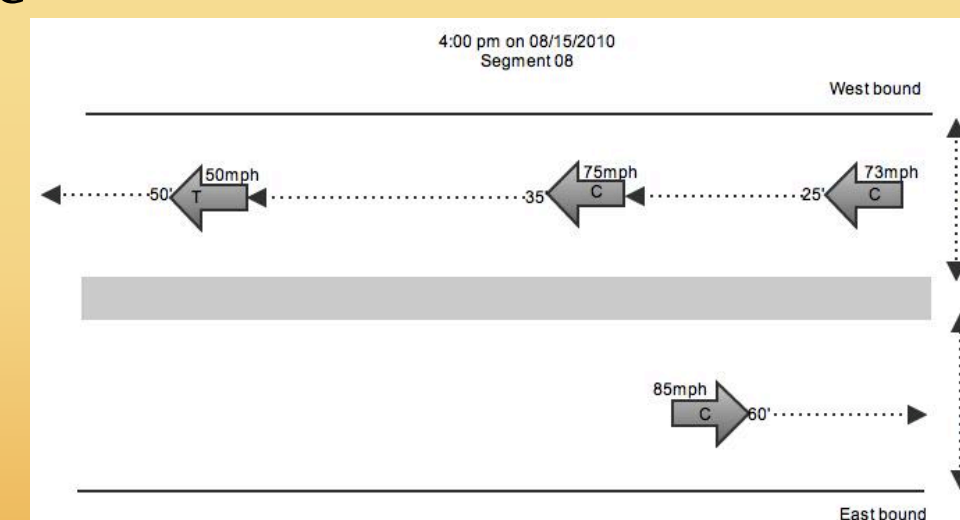 4:00 pm on 08/15/2010
Segment 08
West bound
50mph
75mph
73mph
50'
T
35'
C
25'
C
85mph
C
60'
East bound